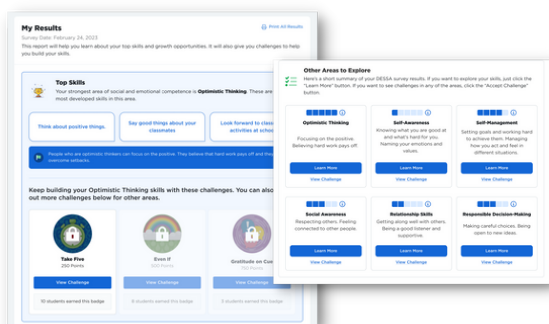 My Results
Print All Results
Survey Date: February 24, 2023
This report will help you learn about your top skills and growth opportunities. It will also give you challenges to help
you build your skills.
Top Skills
Your strongest area of social and emotional competence is Optimistic Thinking. These are
most developed skills in this area.
Think about positive things.
Say good things about your
classmates
Look forward to class
activities at school
People who are optimistic thinkers can focus on the positive. They believe that hard work pays off and they
overcome setbacks.
Keep building your Optimistic Thinking skills with these challenges. You can also
out more challenges below for other areas.
Take Five
250 Points
View Challenge
10 students earned this badge
Even If
500 Points
View Challenge
8 students earned this badge
Gratitude on Cue
750 Points
View Challenge
3 students earned this badge
Other Areas to Explore
Here's a short summary of your DESSA survey results. If you want to explore your skills, just click the
"Learn More" button. If you want to see challenges in any of the areas, click the "Accept Challenge"
button.
Optimistic Thinking
Focusing on the positive.
Believing hard work pays off.
Learn More
View Challenge
Self-Awareness
Knowing what you are good at
and what's hard for you.
Naming your emotions and
values.
Learn More
View Challenge
Self-Management
Setting goals and working hard
to achieve them. Managing
how you act and feel in
different situations.
Learn More
View Challenge
Social Awareness
Respecting others. Feeling
connected to other people.
Learn More
View Challenge
Relationship Skills
Getting along well with others.
Being a good listener and
supportive.
Learn More
View Challenge
Responsible Decision-Making
Making careful choices. Being
open to new ideas.
Learn More
View Challenge